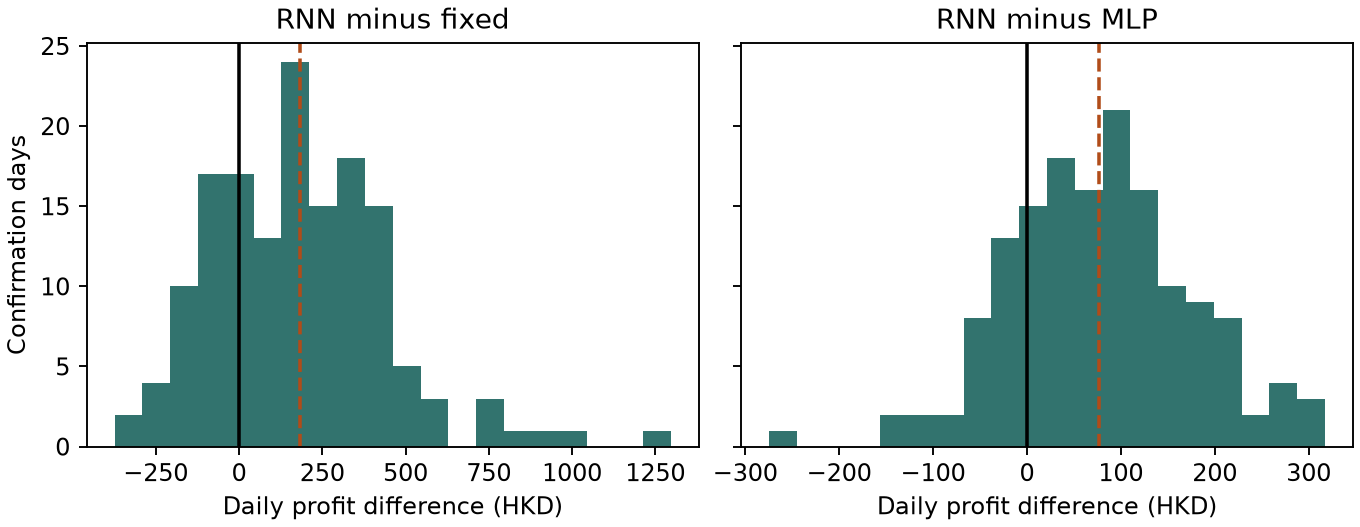 RNN minus fixed
RNN minus MLP
Confirmation days
25
20
15
10
5
0
−250 0 250 500 750 1000 1250
−300 −200 −100 0 100 200 300
Daily profit difference (HKD)
Daily profit difference (HKD)